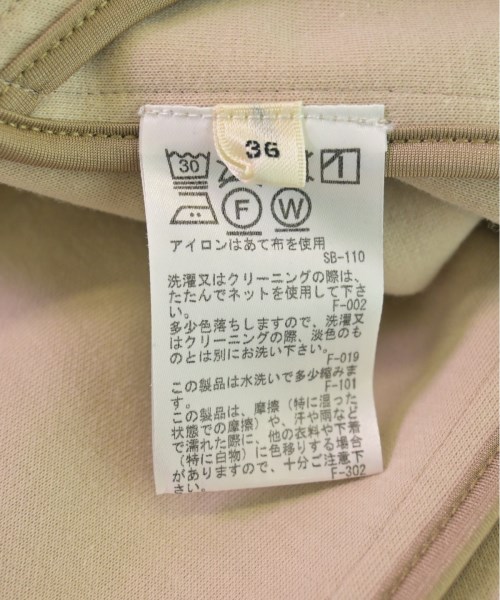 36
30
F W
アイロンはあて布を使用
SB-110
洗濯又はクリーニングの際は、
たたんでネットを使用して下さ
い。
F-002
多少色落ちしますので、洗濯又
はクリーニングの際、淡色のも
のとは別にお洗い下さい。
F-019
この製品は水洗いで多少縮みま
す。
F-101
この製品は、摩擦（特に湿った
状態での摩擦）や、汗や雨など
で濡れた際に、他の衣料や下着
（特に白物）に色移りする場合
がありますので、十分ご注意下
さい。
F-302